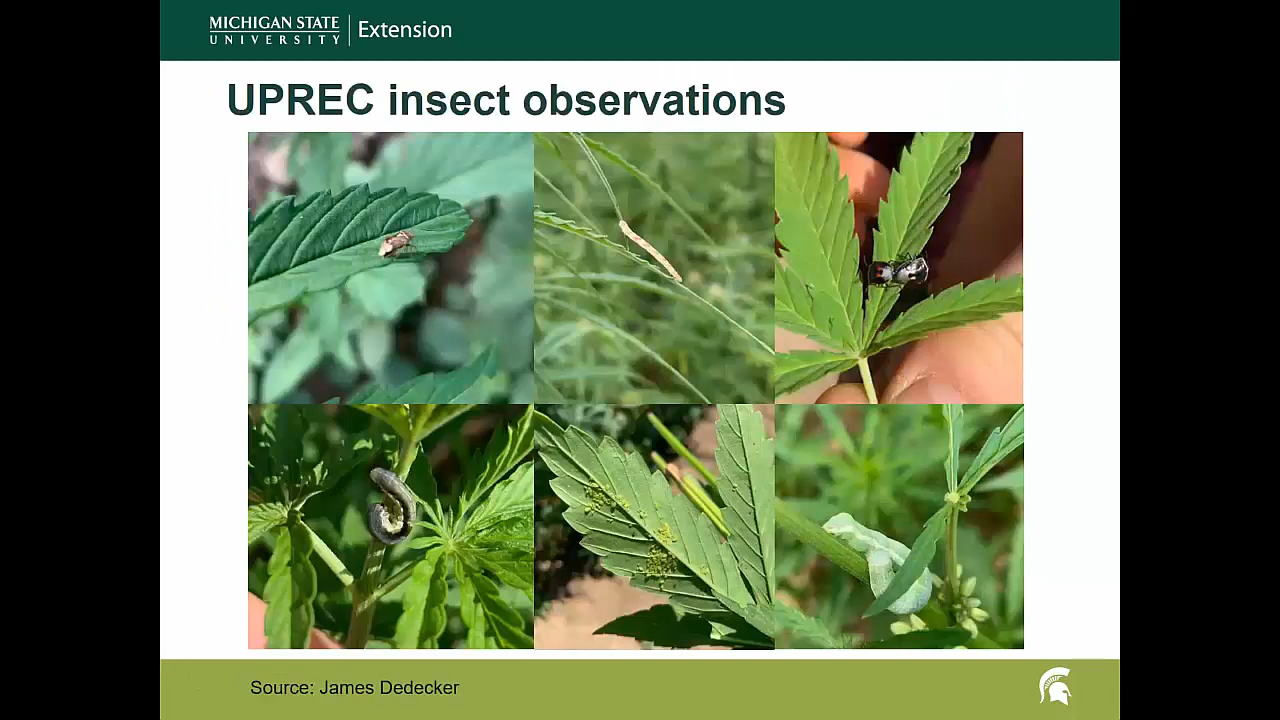 MICHIGAN STATE
UNIVERSITY
Extension
UPREC insect observations
Source: James Dedecker